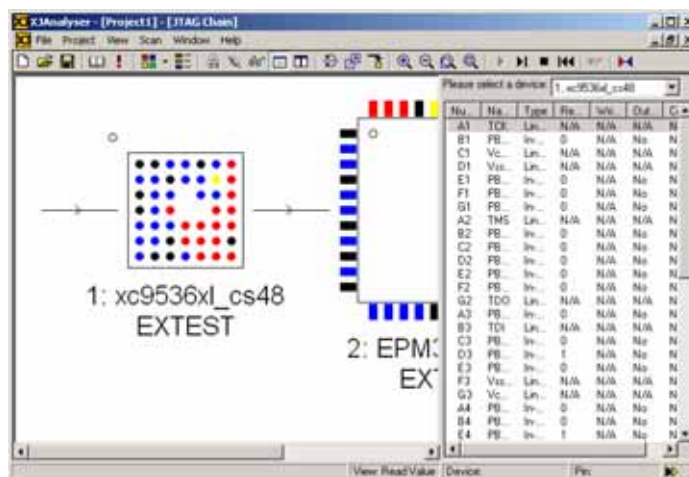 XJAnalyser - [Project1] - [JTAG Chain]
File Project View Scan Window Help
Please select a device: 1. xc9536xl_cs48
Nu... Na... Type Re... Wri... Out... C
A1 TCK Lin... N/A N/A N/A N
B1 PB... In-... 0 N/A No N
C1 Vc... Lin... N/A N/A N/A N
D1 Vss... Lin... N/A N/A N/A N
E1 PB... In-... 0 N/A No N
F1 PB... In-... 0 N/A No N
G1 PB... In-... 0 N/A No N
A2 TMS Lin... N/A N/A N/A N
B2 PB... In-... 0 N/A No N
C2 PB... In-... 0 N/A No N
D2 PB... In-... 0 N/A No N
E2 PB... In-... 0 N/A No N
F2 PB... In-... 0 N/A No N
G2 TDO Lin... N/A N/A N/A N
A3 PB... In-... 0 N/A No N
B3 TDI Lin... N/A N/A N/A N
C3 PB... In-... 0 N/A No N
D3 PB... In-... 1 N/A No N
E3 PB... In-... 0 N/A No N
F3 Vss... Lin... N/A N/A N/A N
G3 Vc... Lin... N/A N/A N/A N
A4 PB... In-... 0 N/A No N
B4 PB... In-... 0 N/A No N
E4 PB... In-... 1 N/A No N
1: xc9536xl_cs48
EXTEST
2: EPM3
EXT
View: Read Value Device: Pin: